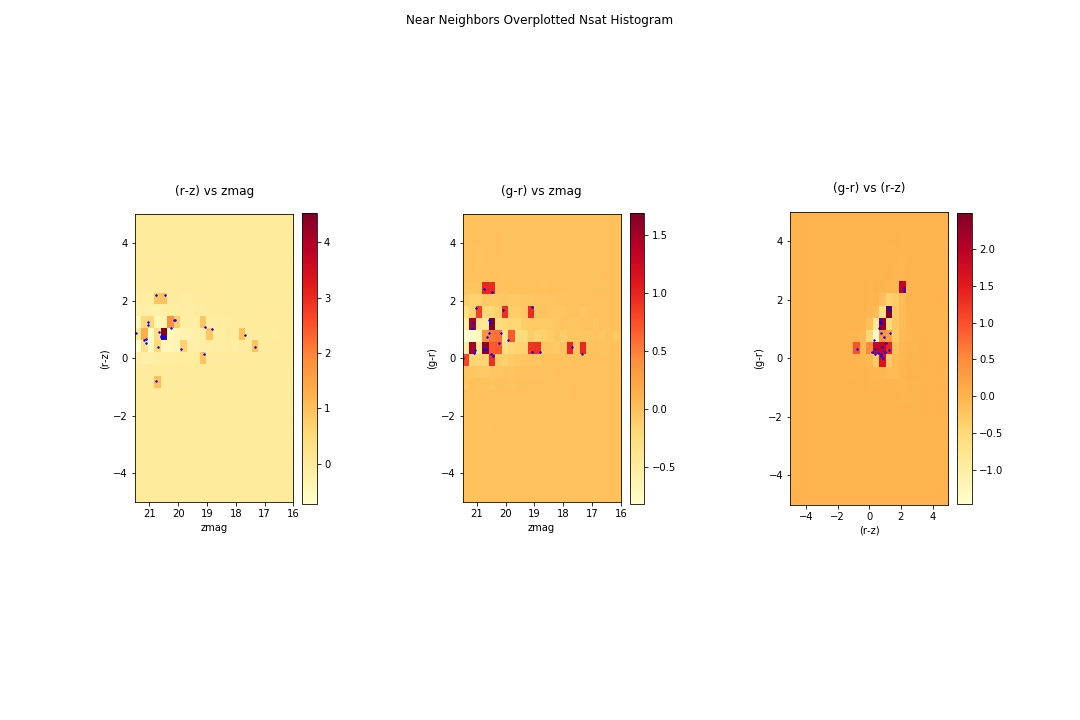 Near Neighbors Overplotted Nsat Histogram
(r-z) vs zmag
4
2
0
−2
−4
(r-z)
21 20 19 18 17 16
zmag
4
3
2
1
0
(g-r) vs zmag
4
2
0
−2
−4
(g-r)
21 20 19 18 17 16
zmag
1.5
1.0
0.5
0.0
−0.5
(g-r) vs (r-z)
4
2
0
−2
−4
(g-r)
−4 −2 0 2 4
(r-z)
2.0
1.5
1.0
0.5
0.0
−0.5
−1.0